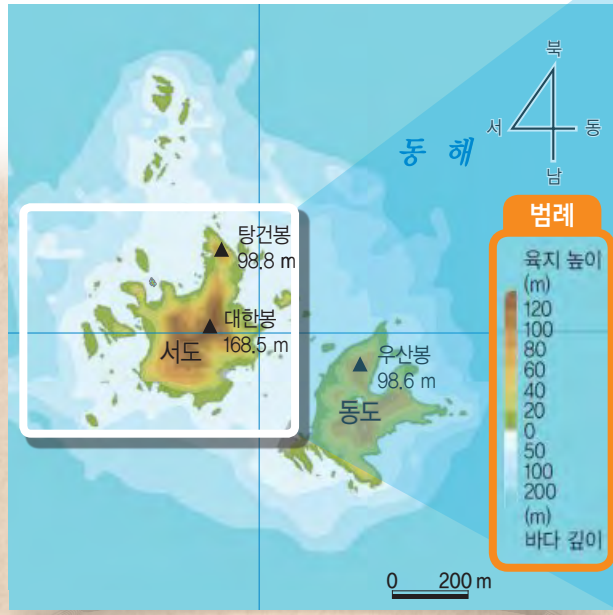 북
서
동
남
동 해
탕건봉
98.8 m
대한봉
168.5 m
서도
우산봉
98.6 m
동도
범례
육지 높이
(m)
120
100
80
60
40
20
0
50
100
200
(m)
바다 깊이
0 200 m